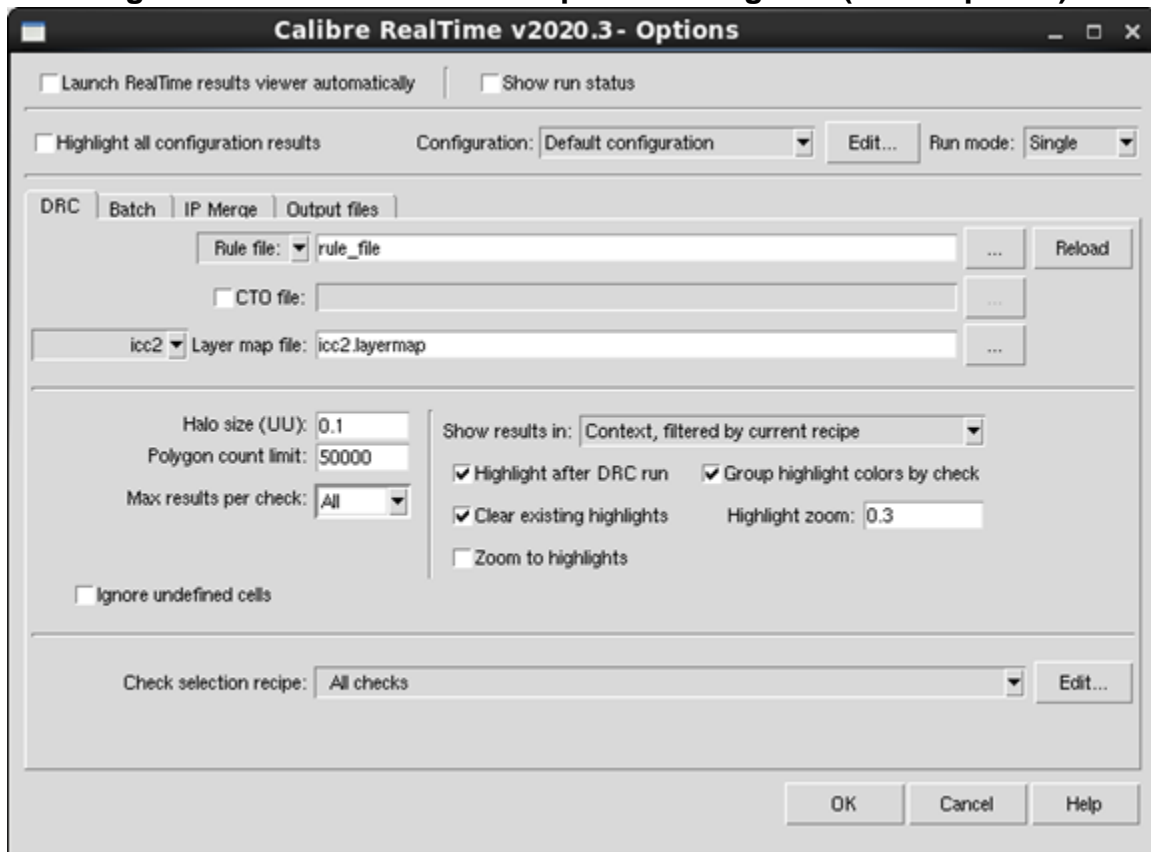 Calibre RealTime v2020.3- Options
Launch RealTime results viewer automatically Show run status
Highlight all configuration results Configuration: Default configuration Edit... Run mode: Single
DRC Batch IP Merge Output files
Rule file: rule_file ... Reload
CTO file: ...
icc2 Layer map file: icc2.layermap ...
Halo size (UU): 0.1
Polygon count limit: 50000
Max results per check: All
Show results in: Context, filtered by current recipe
Highlight after DRC run Group highlight colors by check
Clear existing highlights Highlight zoom: 0.3
Zoom to highlights
Ignore undefined cells
Check selection recipe: All checks Edit...
OK Cancel Help